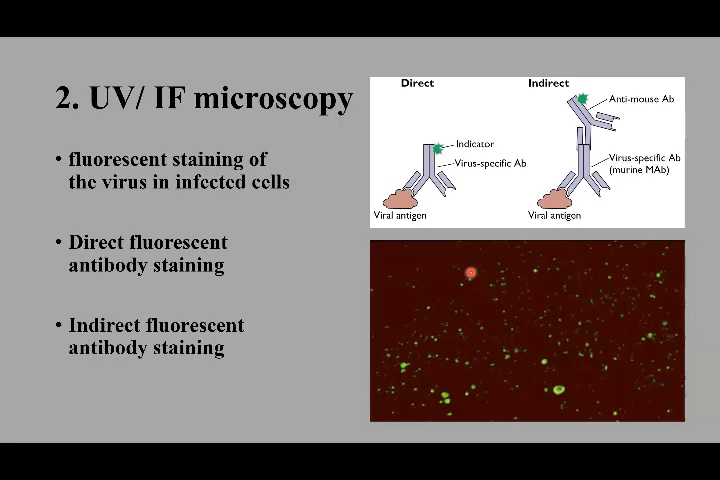 2. UV/ IF microscopy
• fluorescent staining of
the virus in infected cells
• Direct fluorescent
antibody staining
• Indirect fluorescent
antibody staining
Direct
Indicator
Virus-specific Ab
Viral antigen
Indirect
Anti-mouse Ab
Virus-specific Ab
(murine MAb)
Viral antigen